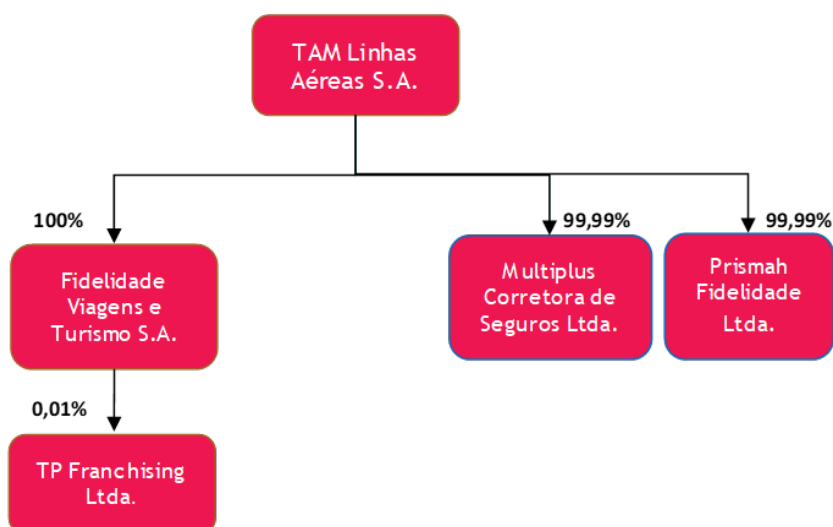 TAM Linhas
Aéreas S.A.
100%
99,99%
99,99%
Fidelidade
Viagens e
Turismo S.A.
Multiplus
Corretora de
Seguros Ltda.
Prismah
Fidelidade
Ltda.
0,01%
TP Franchising
Ltda.